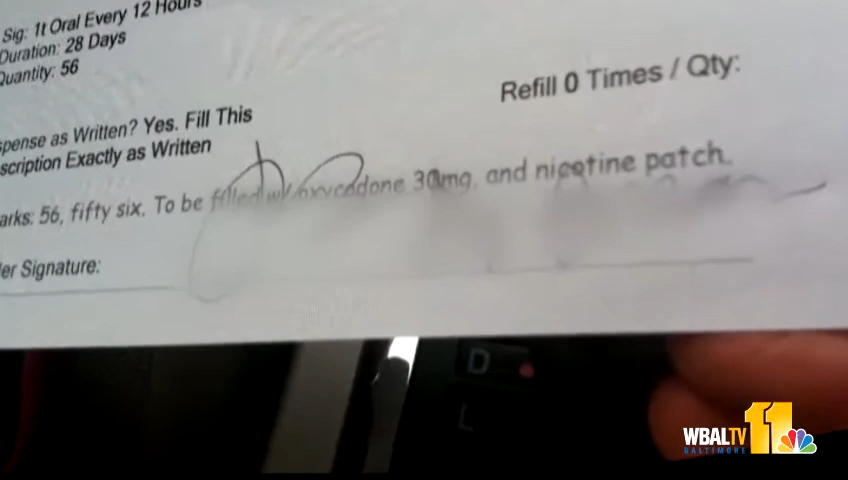 Sig: 1t Oral Every 12 Hours
Duration: 28 Days
Quantity: 56
Refill 0 Times / Qty:
spense as Written? Yes. Fill This
scription Exactly as Written
arks: 56, fifty six. To be filled w/ oxycodone 30mg, and nicotine patch.
er Signature:
D
L
WBALTV 11
BALTIMORE